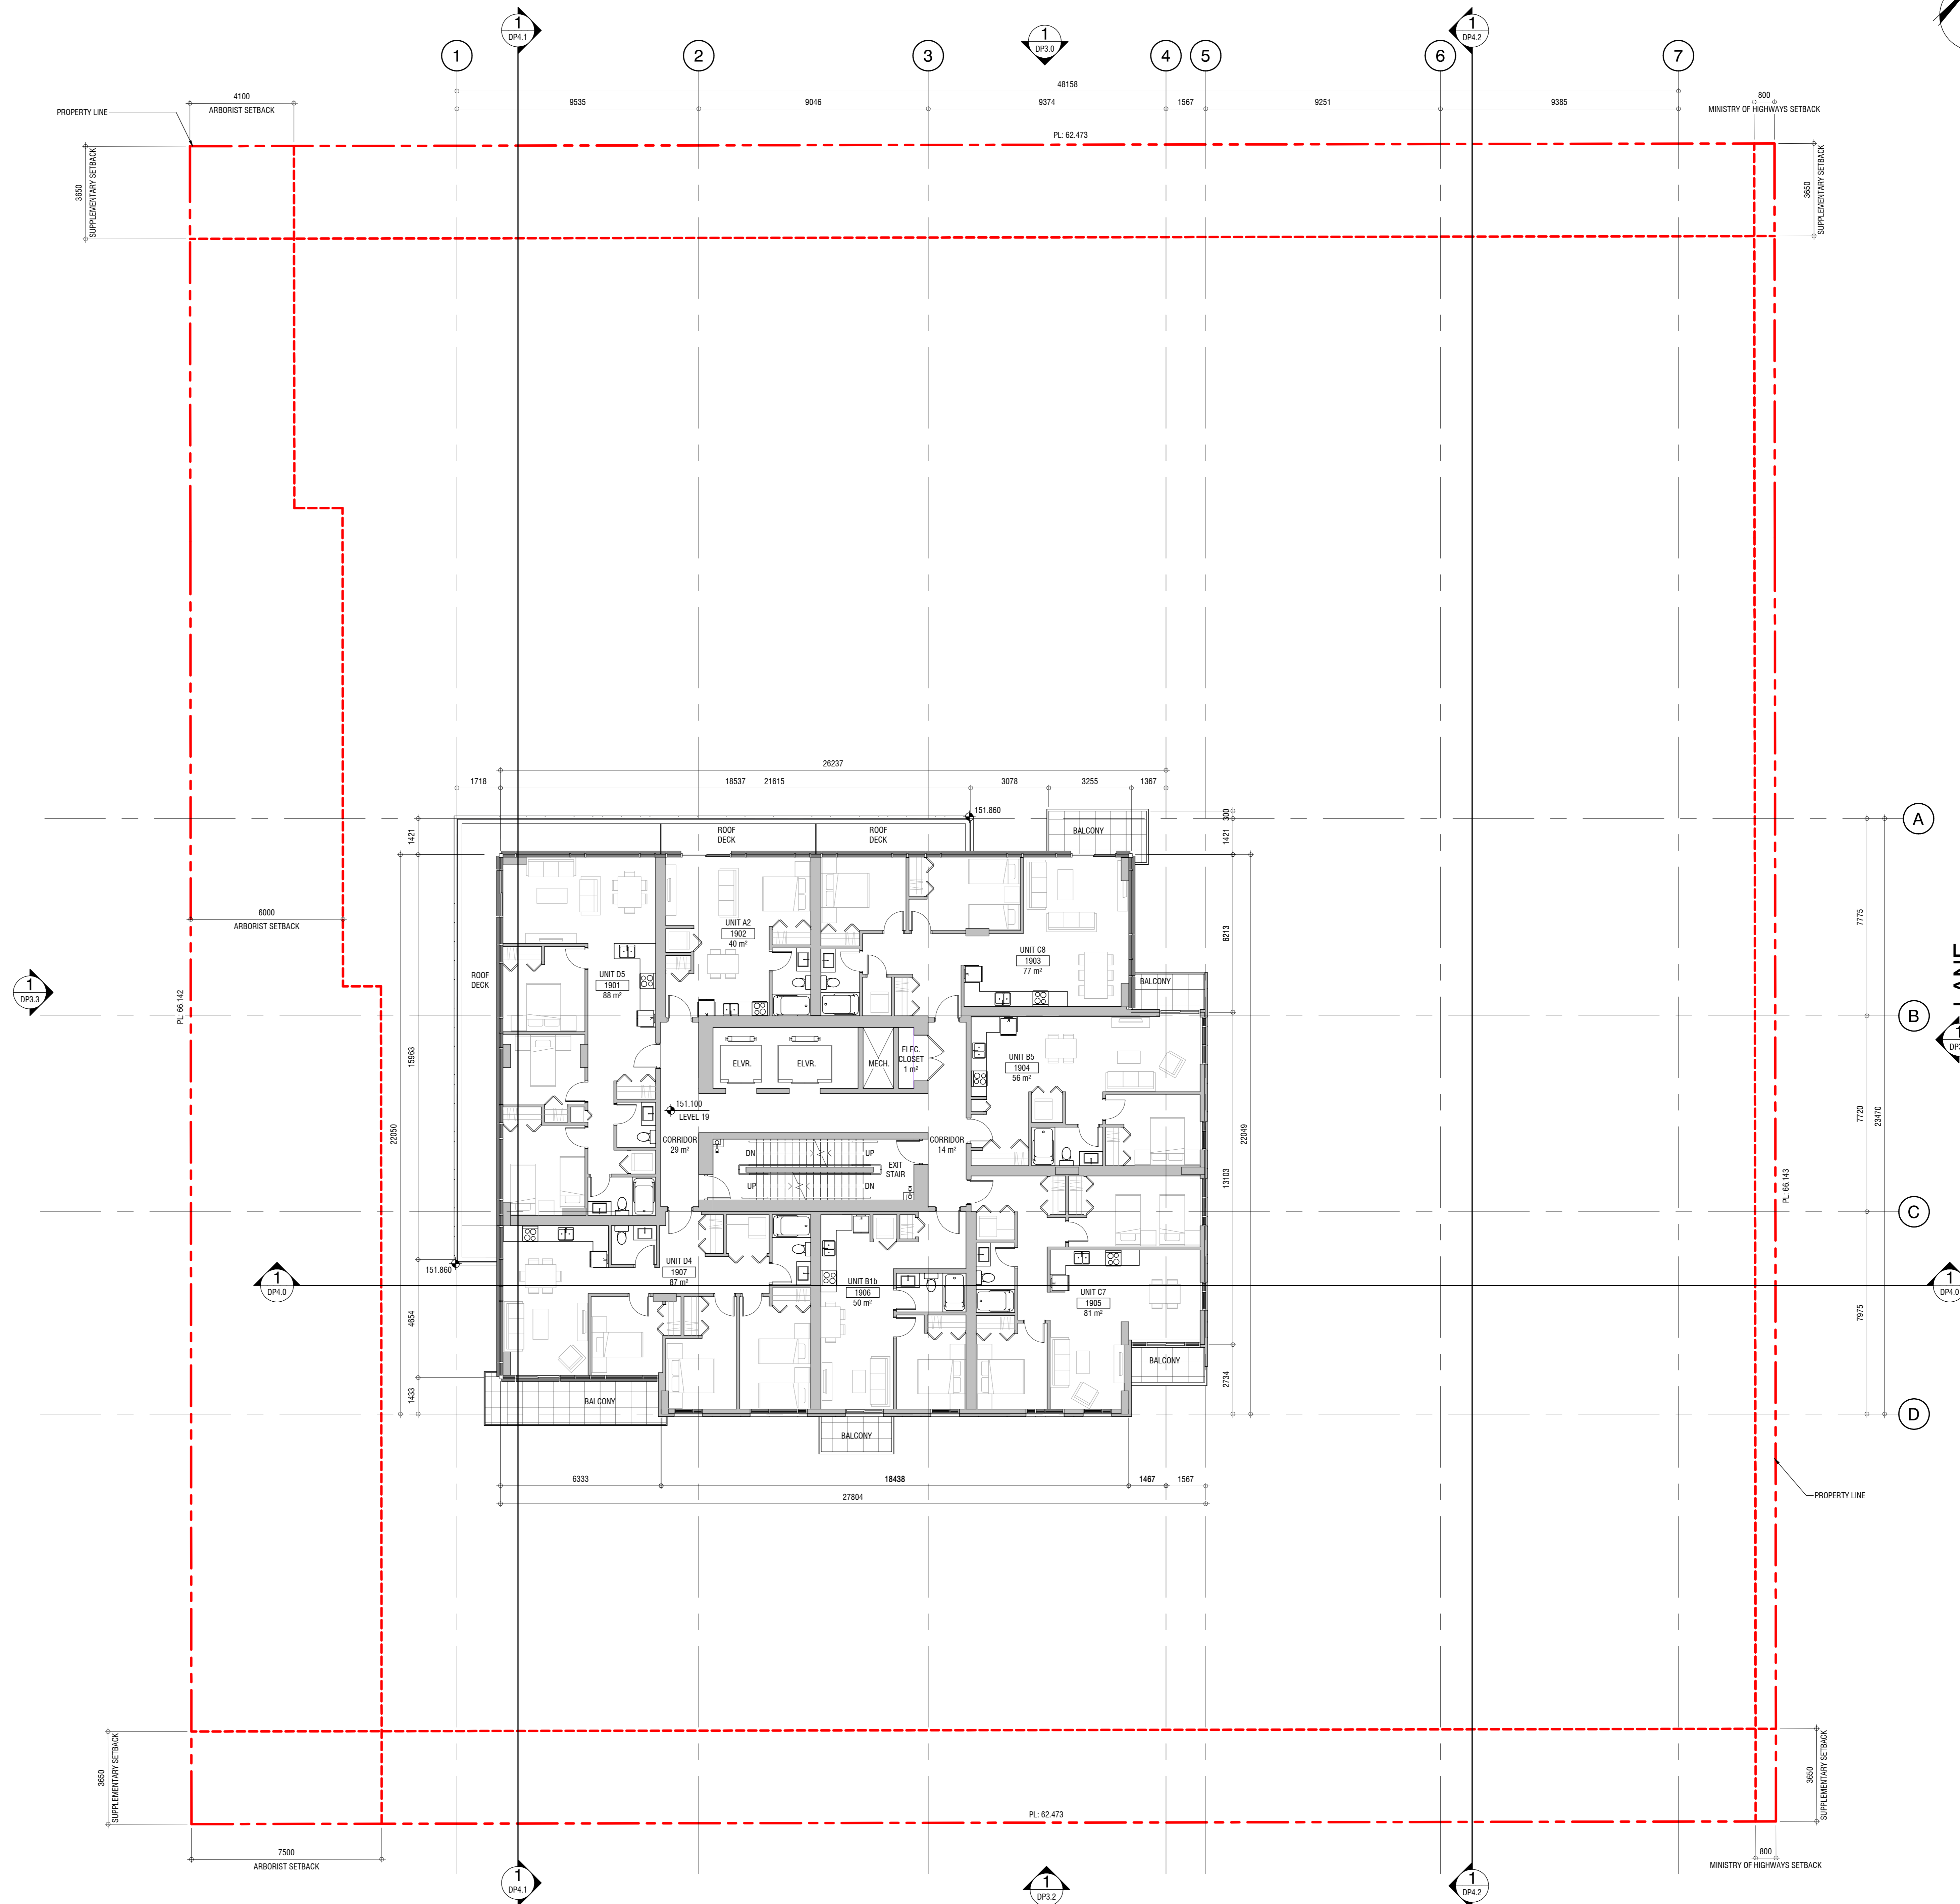 1
DP4.1
1
DP3.0
1
DP4.2
1
2
3
4
5
6
7
48158
4100
ARBORIST SETBACK
9535
9046
9374
1567
9251
9385
800
MINISTRY OF HIGHWAYS SETBACK
PROPERTY LINE
PL: 62.473
3650
SUPPLEMENTARY SETBACK
3650
SUPPLEMENTARY SETBACK
26237
1718
18537
21615
3078
3255
1367
151.860
300
A
1421
ROOF
DECK
ROOF
DECK
BALCONY
1421
7775
6000
ARBORIST SETBACK
UNIT A2
1902
40 m²
6213
UNIT C8
1903
77 m²
LANE
1
DP3.3
PL: 66.142
ROOF
DECK
UNIT D5
1901
88 m²
BALCONY
B
15963
ELVR.
ELVR.
MECH.
ELEC.
CLOSET
1 m²
UNIT B5
1904
56 m²
151.100
LEVEL 19
22050
CORRIDOR
29 m²
DN
UP
UP
DN
EXIT
STAIR
CORRIDOR
14 m²
22049
7720
23470
13103
PL: 66.143
C
151.860
UNIT D4
1907
87 m²
UNIT B1b
1906
50 m²
UNIT C7
1905
81 m²
1
DP4.0
1
DP4.0
4654
7975
BALCONY
2734
1433
BALCONY
BALCONY
D
6333
18438
1467
1567
27804
PROPERTY LINE
3650
SUPPLEMENTARY SETBACK
3650
SUPPLEMENTARY SETBACK
PL: 62.473
7500
ARBORIST SETBACK
800
MINISTRY OF HIGHWAYS SETBACK
1
DP4.1
1
DP3.2
1
DP4.2